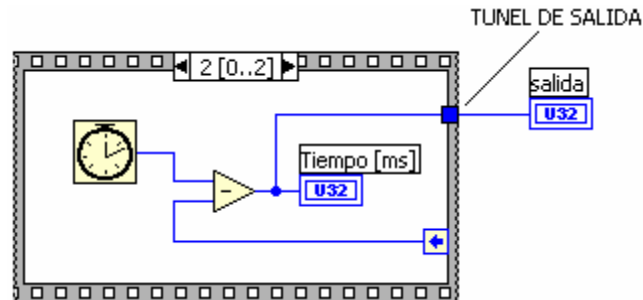 TUNEL DE SALIDA
2 [0..2]
salida
U32
Tiempo [ms]
U32